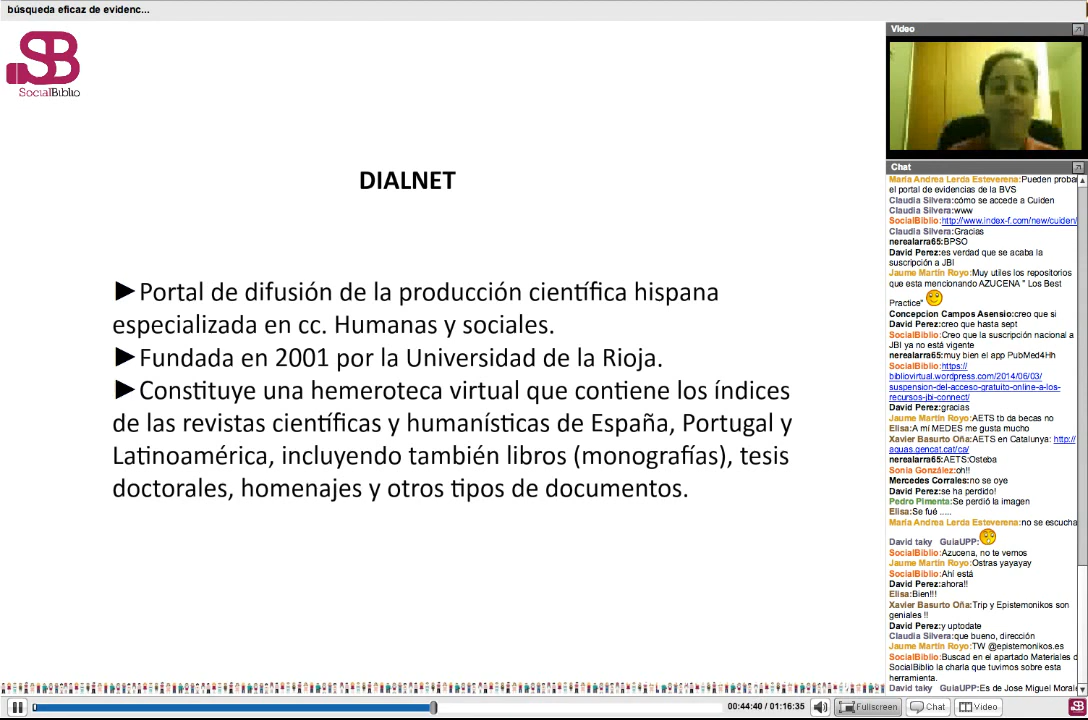 búsqueda eficaz de evidenc...
SB
SocialBiblio
DIALNET
►Portal de difusión de la producción científica hispana
especializada en cc. Humanas y sociales.
►Fundada en 2001 por la Universidad de la Rioja.
►Constituye una hemeroteca virtual que contiene los índices
de las revistas científicas y humanísticas de España, Portugal y
Latinoamérica, incluyendo también libros (monografías), tesis
doctorales, homenajes y otros tipos de documentos.
Video
Chat
María Andrea Lerda Esteverena:Pueden proba
el portal de evidencias de la BVS
Claudia Silvera:cómo se accede a Cuiden
Claudia Silvera:www
SocialBiblio:http://www.index-f.com/new/cuiden/
Claudia Silvera:Gracias
nerealarra65:BPSO
David Perez:es verdad que se acaba la
suscripción a JBI
Jaume Martín Royo:Muy utiles los repositorios
que esta mencionando AZUCENA " Los Best
Practice"
Concepcion Campos Asensio:creo que si
David Perez:creo que hasta sept
SocialBiblio:Creo que la suscripción nacional a
JBI ya no está vigente
nerealarra65:muy bien el app PubMed4Hh
SocialBiblio:https://
bibliovirtual.wordpress.com/2014/06/03/
suspension-del-acceso-gratuito-online-a-los-
recursos-jbi-connect/
David Perez:gracias
Jaume Martín Royo:AETS tb da becas no
Elisa:A mí MEDES me gusta mucho
Xavier Basurto Oña:AETS en Catalunya: http://
aquas.gencat.cat/ca/
nerealarra65:AETS:Osteba
Sonia González:oh!!
Mercedes Corrales:no se oye
David Perez:se ha perdido!
Pedro Pimenta:Se perdió la imagen
Elisa:Se fué .....
María Andrea Lerda Esteverena:no se escucha
David taky GuiaUPP:
SocialBiblio:Azucena, no te vemos
Jaume Martín Royo:Ostras yayayay
SocialBiblio:Ahí está
David Perez:ahora!!
Elisa:Bien!!!
Xavier Basurto Oña:Trip y Epistemonikos son
geniales !!
David Perez:y uptodate
Claudia Silvera:que bueno, dirección
Jaume Martín Royo:TW @epistemonikos.es
SocialBiblio:Buscad en el apartado Materiales d
SocialBiblio la charla que tuvimos sobre esta
herramienta.
David taky GuiaUPP:Es de Jose Miguel Morale
00:44:40 / 01:16:35
Fullscreen
Chat
Video
SB